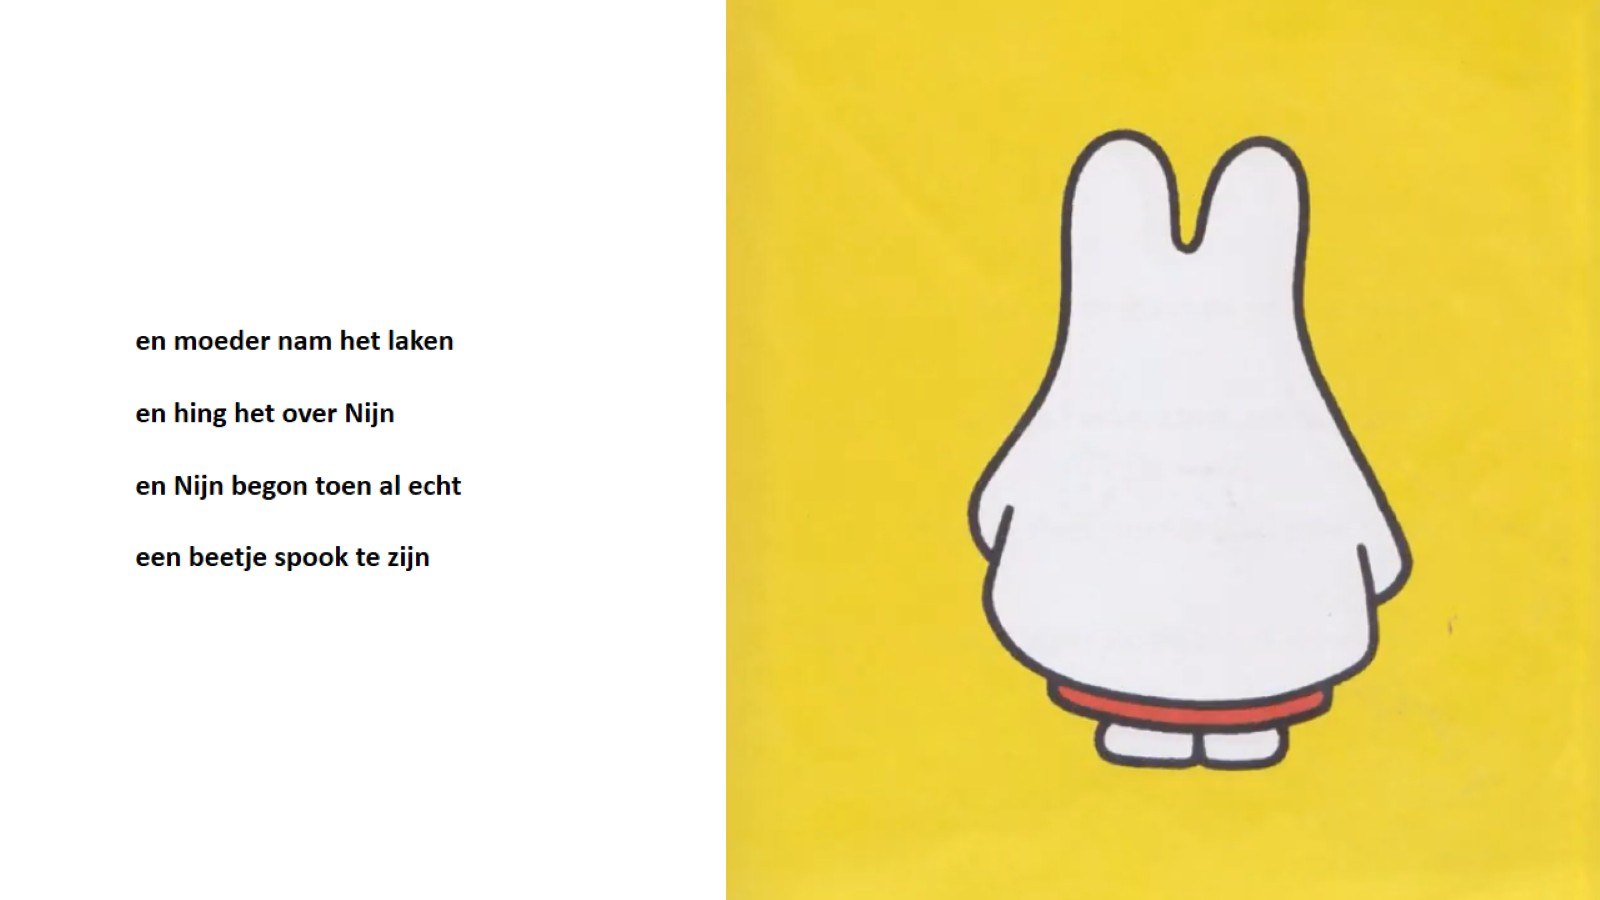 en moeder nam het laken
en hing het over Nijn
en Nijn begon toen al echt
een beetje spook te zijn